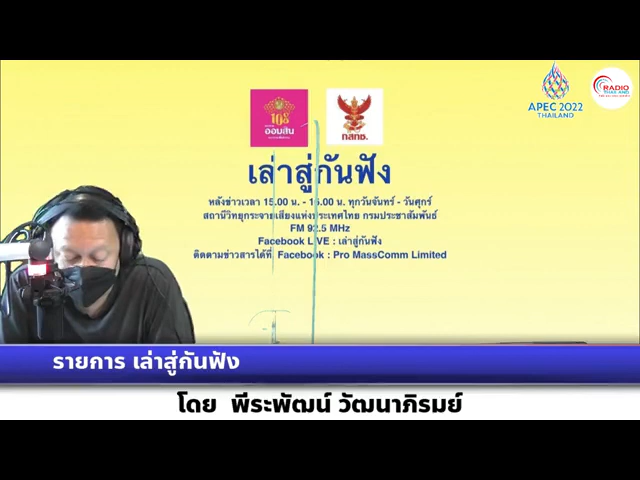 APEC 2022
THAILAND
RADIO
THAILAND
108
ออมสิน
กสทช.
เล่าสู่กันฟัง
หลังข่าวเวลา 15.00 น. - 16.00 น. ทุกวันจันทร์ - วันศุกร์
สถานีวิทยุกระจายเสียงแห่งประเทศไทย กรมประชาสัมพันธ์
FM 92.5 MHz
Facebook LIVE : เล่าสู่กันฟัง
ติดตามข่าวสารได้ที่ Facebook : Pro MassComm Limited
รายการ เล่าสู่กันฟัง
โดย พีระพัฒน์ วัฒนาภิรมย์